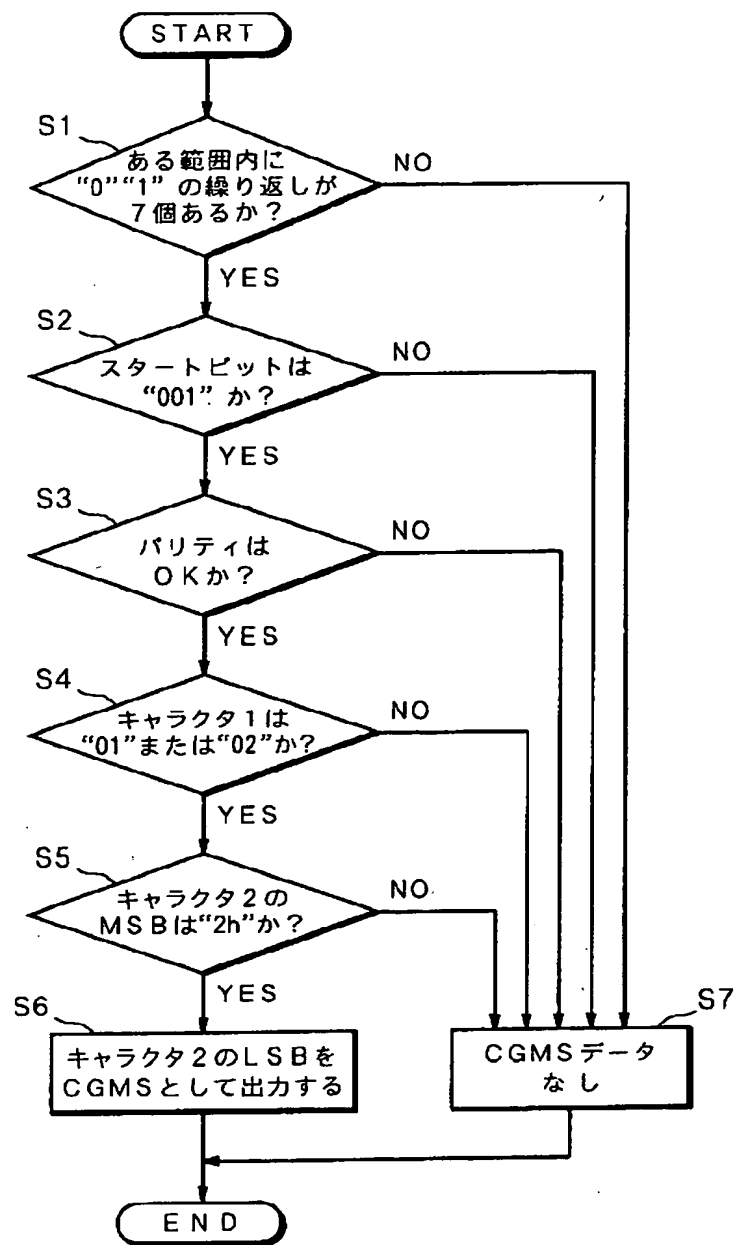 START
S1
ある範囲内に
“0”“1”の繰り返しが
7個あるか？
NO
YES
S2
スタートビットは
“001”か？
NO
YES
S3
パリティは
OKか？
NO
YES
S4
キャラクタ1は
“01”または“02”か？
NO
YES
S5
キャラクタ2の
MSBは“2h”か？
NO
YES
S6
キャラクタ2のLSBを
CGMSとして出力する
S7
CGMSデータ
なし
END